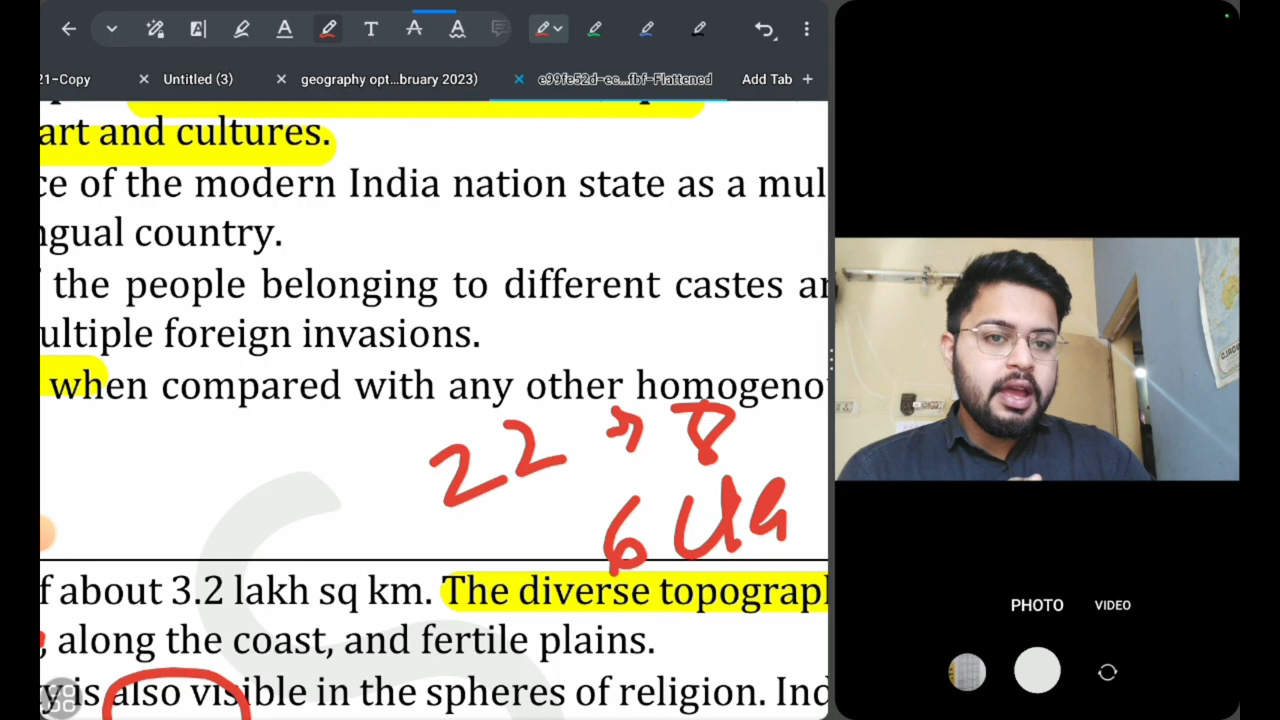 21-Copy Untitled (3) geography opt...bruary 2023) e99fe52d-ec...fbf-Flattened Add Tab +
art and cultures.
ce of the modern India nation state as a mul
ngual country.
f the people belonging to different castes an
ultiple foreign invasions.
when compared with any other homogenou
22 8
6
f about 3.2 lakh sq km. The diverse topograpl
, along the coast, and fertile plains.
y is also visible in the spheres of religion. Ind
PHOTO VIDEO